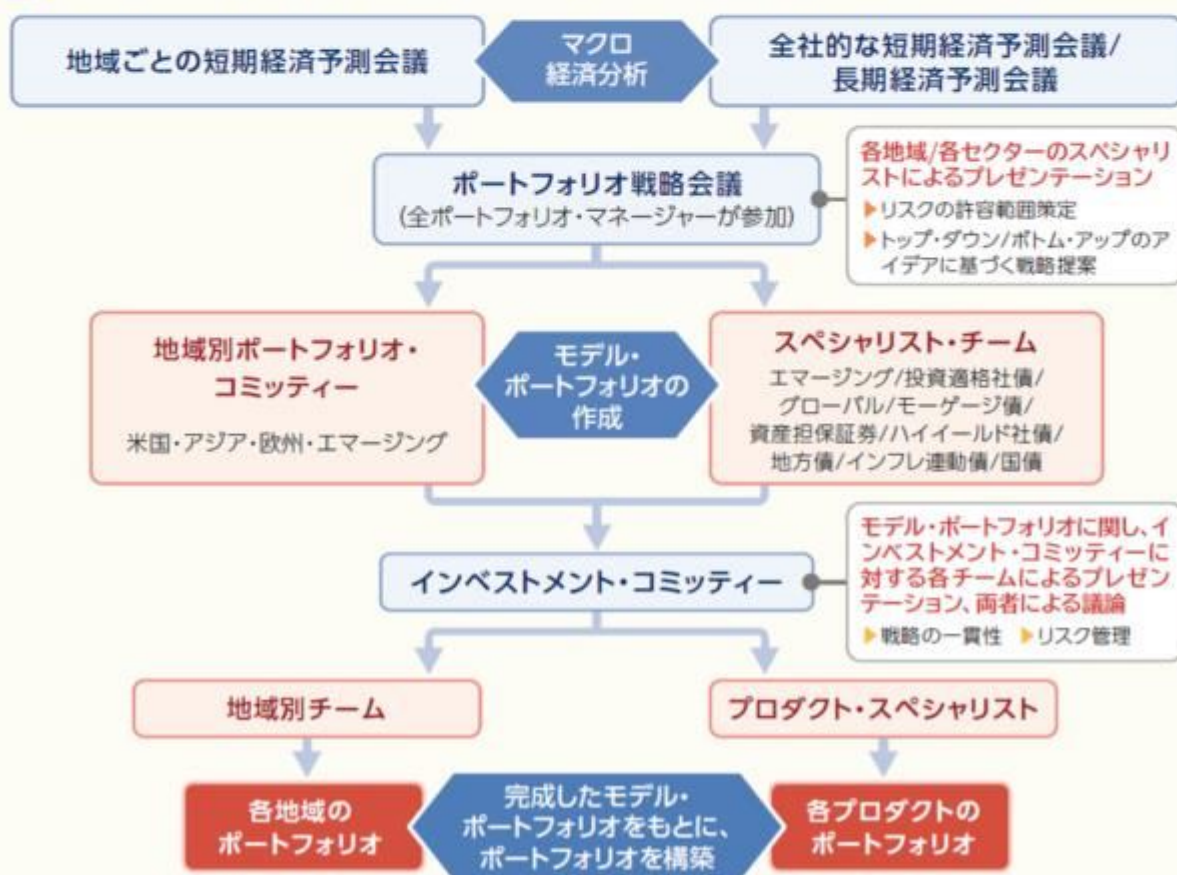 地域ごとの短期経済予測会議
マクロ
経済分析
全社的な短期経済予測会議/
長期経済予測会議
ポートフォリオ戦略会議
(全ポートフォリオ・マネージャーが参加)
各地域/各セクターのスペシャリ
ストによるプレゼンテーション
▶リスクの許容範囲策定
▶トップ・ダウン/ボトム・アップのア
イデアに基づく戦略提案
地域別ポートフォリオ・
コミッティー
米国・アジア・欧州・エマージング
モデル・
ポートフォリオの
作成
スペシャリスト・チーム
エマージング/投資適格社債/
グローバル/モーゲージ債/
資産担保証券/ハイイールド社債/
地方債/インフレ連動債/国債
インベストメント・コミッティー
モデル・ポートフォリオに関し、イ
ンベストメント・コミッティーに
対する各チームによるプレゼン
テーション、両者による議論
▶戦略の一貫性 ▶リスク管理
地域別チーム
プロダクト・スペシャリスト
各地域の
ポートフォリオ
完成したモデル・
ポートフォリオをもとに、
ポートフォリオを構築
各プロダクトの
ポートフォリオ